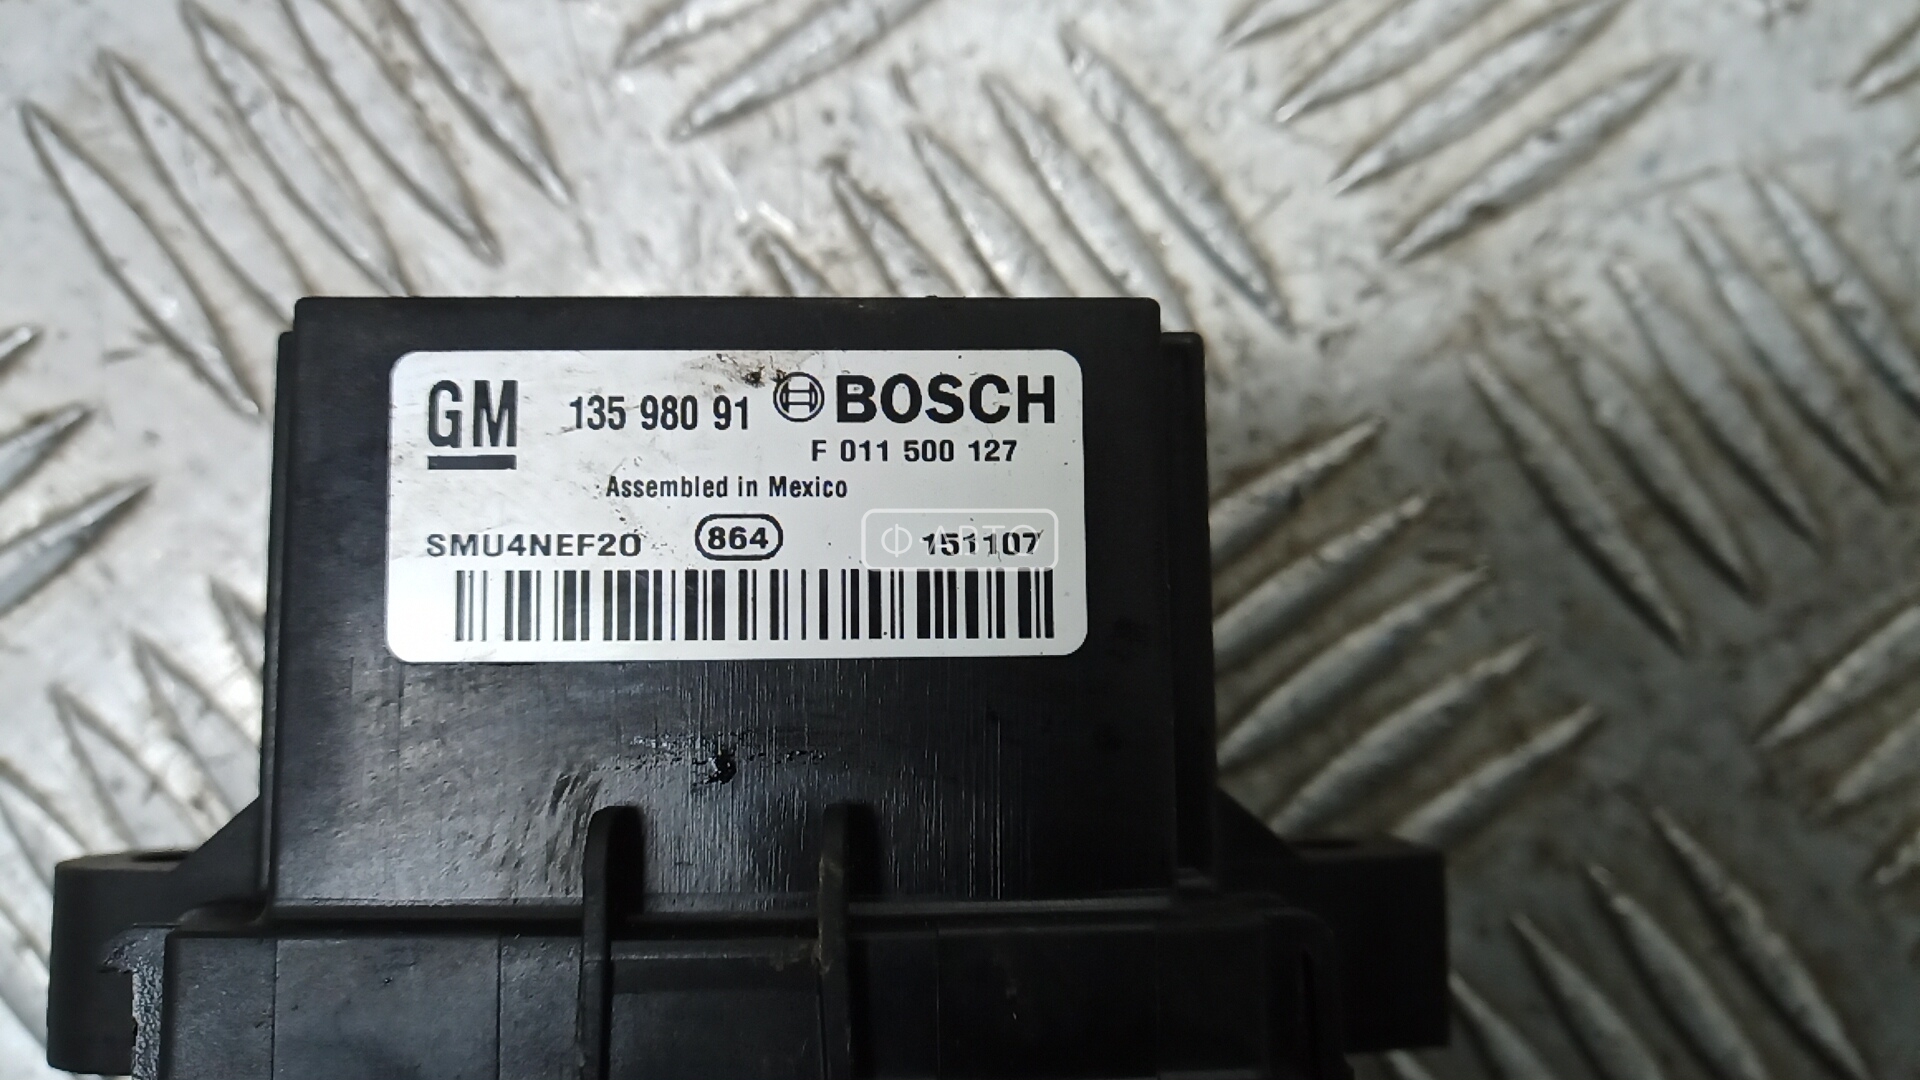 GM 135 980 91 BOSCH
F 011 500 127
Assembled in Mexico
SMU4NEF20 864 151107
Ф АВТО